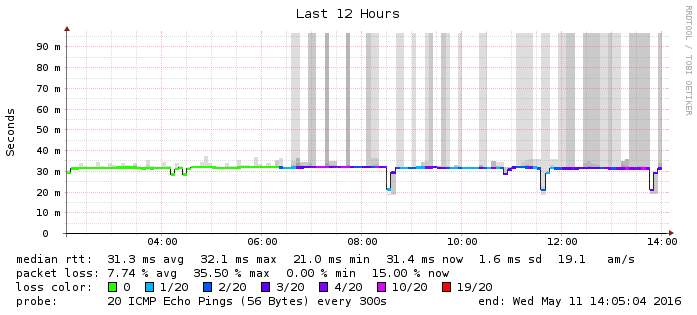 Last 12 Hours
RRDTOOL / TOBI OETIKER
Seconds
90 m
80 m
70 m
60 m
50 m
40 m
30 m
20 m
10 m
0
04:00 06:00 08:00 10:00 12:00 14:00
median rtt: 31.3 ms avg 32.1 ms max 21.0 ms min 31.4 ms now 1.6 ms sd 19.1 am/s
packet loss: 7.74 % avg 35.50 % max 0.00 % min 15.00 % now
loss color: 0 1/20 2/20 3/20 4/20 10/20 19/20
probe: 20 ICMP Echo Pings (56 Bytes) every 300s end: Wed May 11 14:05:04 2016